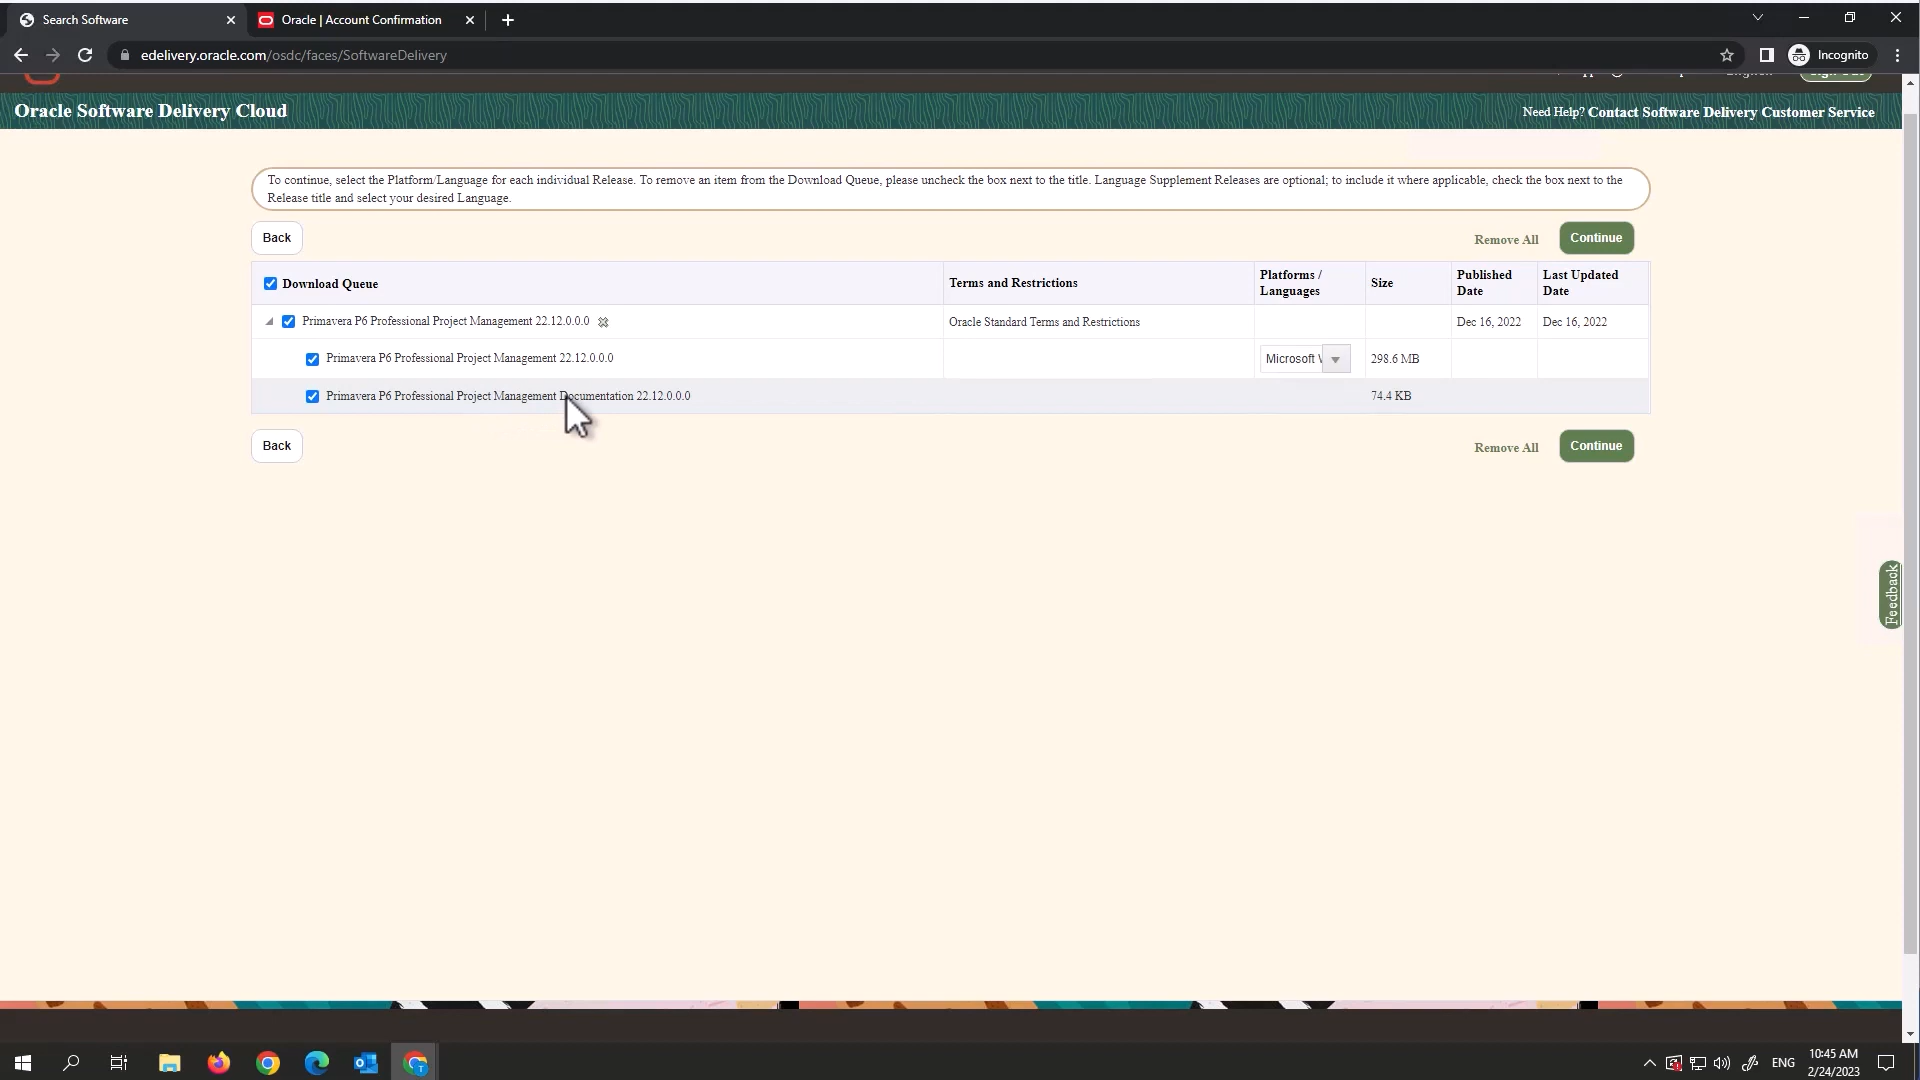 Search Software
Oracle | Account Confirmation
edelivery.oracle.com/osdc/faces/SoftwareDelivery
Incognito
Oracle Software Delivery Cloud
Need Help? Contact Software Delivery Customer Service
To continue, select the Platform/Language for each individual Release. To remove an item from the Download Queue, please uncheck the box next to the title. Language Supplement Releases are optional; to include it where applicable, check the box next to the
Release title and select your desired Language.
Back
Remove All
Continue
Download Queue
Terms and Restrictions
Platforms /
Languages
Size
Published
Date
Last Updated
Date
Primavera P6 Professional Project Management 22.12.0.0.0
Oracle Standard Terms and Restrictions
Dec 16, 2022
Dec 16, 2022
Primavera P6 Professional Project Management 22.12.0.0.0
Microsoft
298.6 MB
Primavera P6 Professional Project Management Documentation 22.12.0.0.0
74.4 KB
Back
Remove All
Continue
Feedback
ENG
10:45 AM
2/24/2023